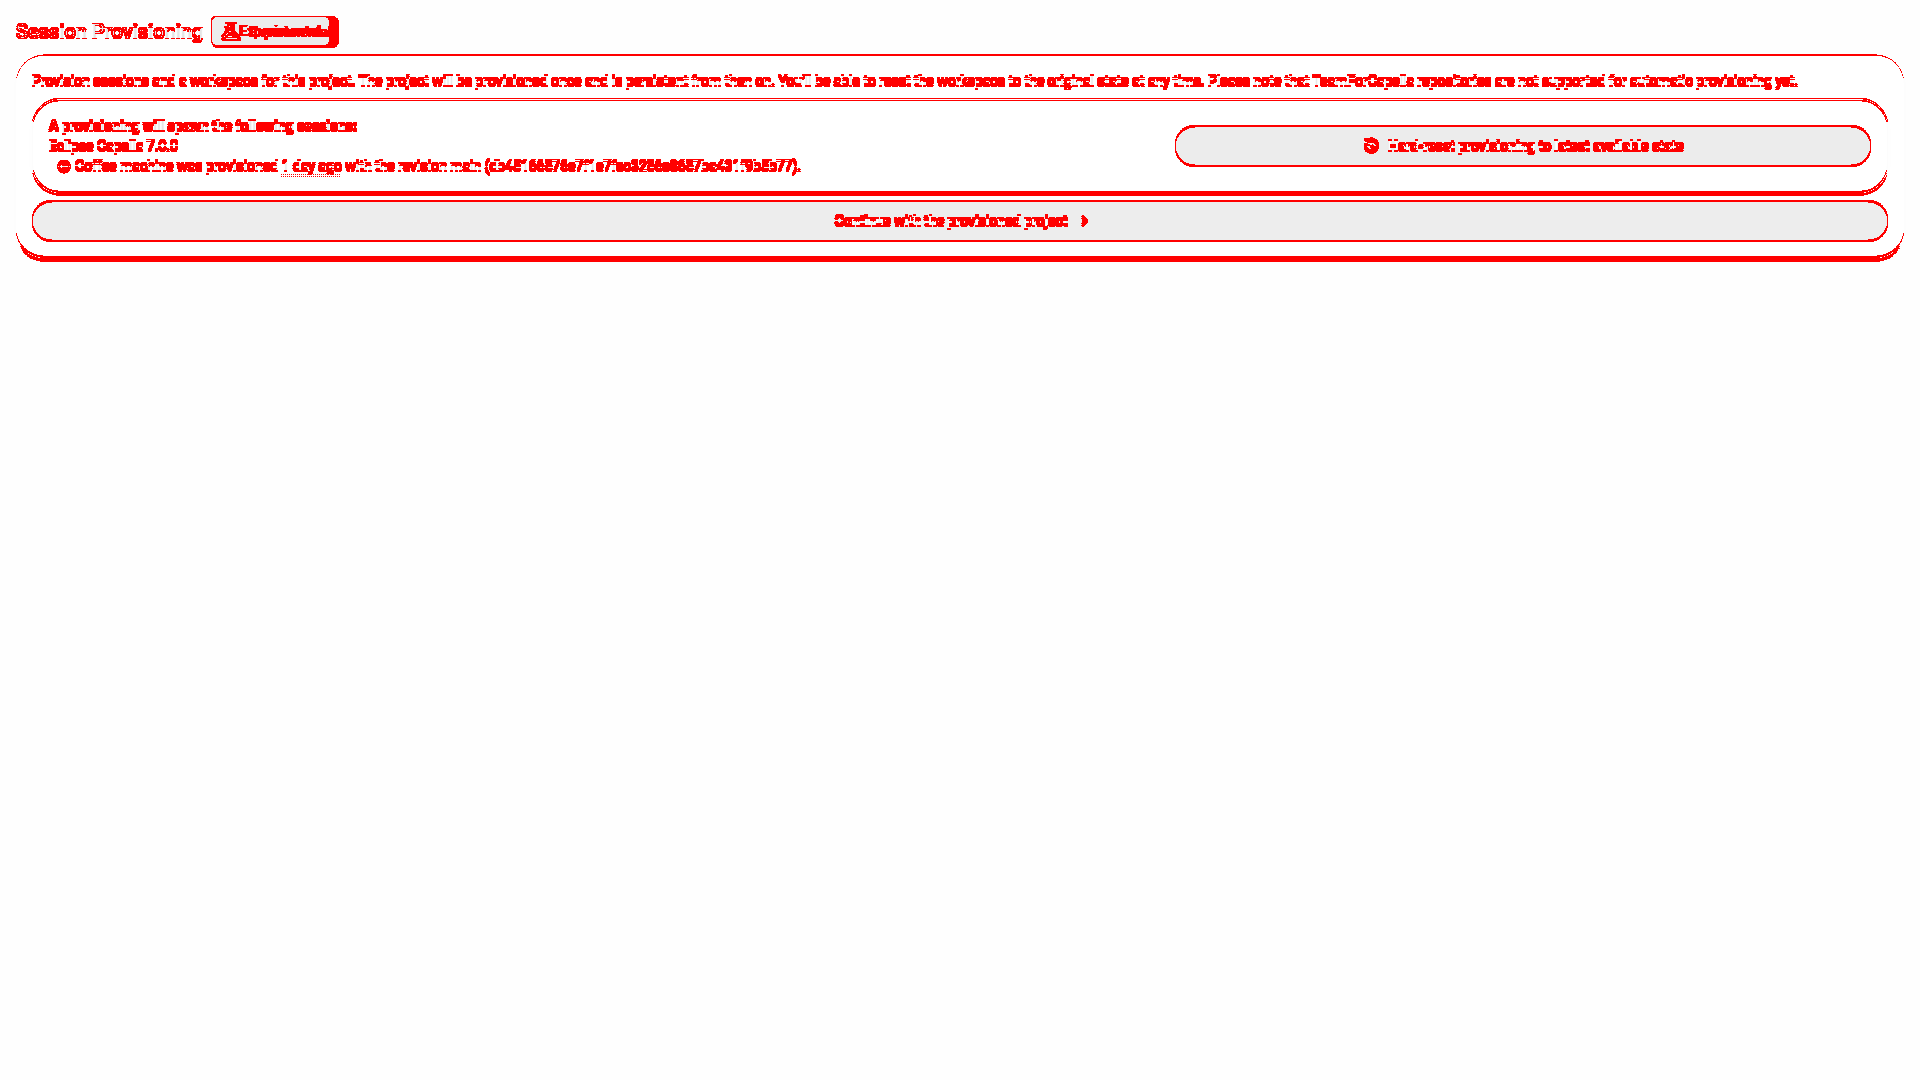 Session Provisioning Experimental
Provision sessions and a workspace for this project. The project will be provisioned once and is persistent from then on. You'll be able to reset the workspace to the original state at any time. Please note that TeamForCapella repositories are not supported for automatic provisioning yet.
A provisioning will spawn the following sessions:
Eclipse Capella 7.0.0
Coffee machine was provisioned 1 day ago with the revision main
Hard-reset provisioning to latest available state
Continue with the provisioned project